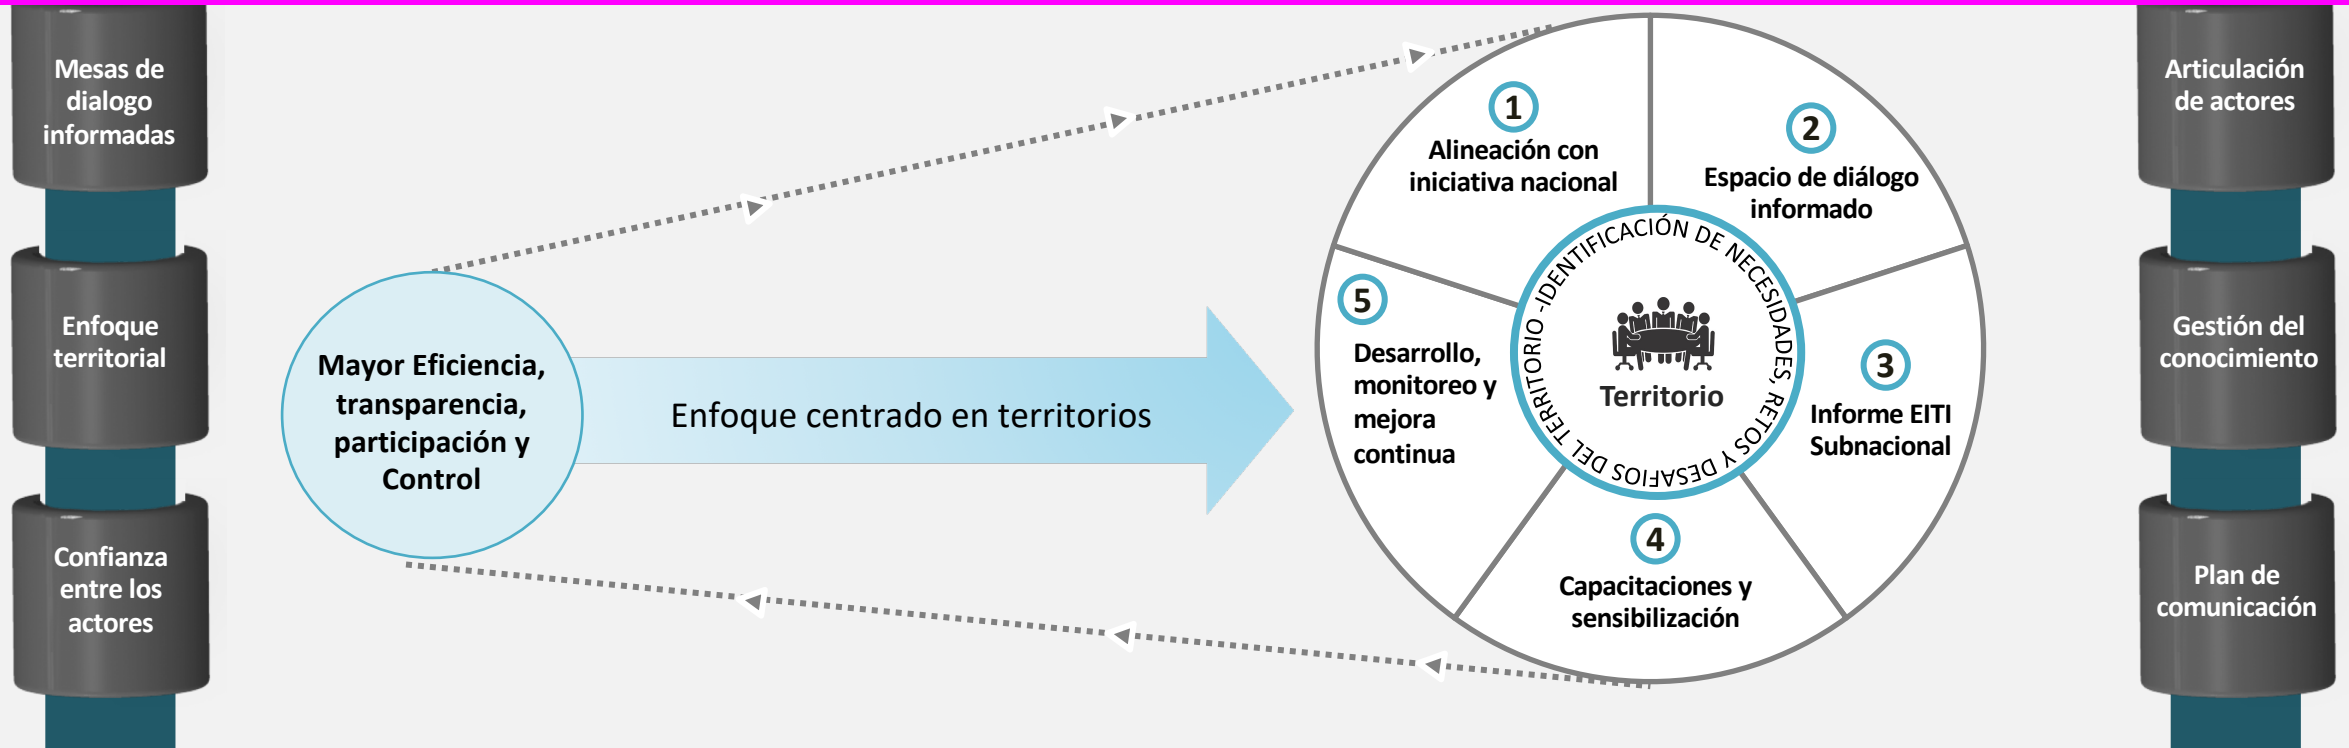 Mesas de
dialogo
informadas
Enfoque
territorial
Confianza
entre los
actores
Mayor Eficiencia,
transparencia,
participación y
Control
Enfoque centrado en territorios
1
Alineación con
iniciativa nacional
2
Espacio de diálogo
informado
3
Informe EITI
Subnacional
4
Capacitaciones y
sensibilización
5
Desarrollo,
monitoreo y
mejora
continua
-IDENTIFICACIÓN DE NECESIDADES, RETOS Y DESAFIOS DEL TERRITORIO
Territorio
Articulación
de actores
Gestión del
conocimiento
Plan de
comunicación